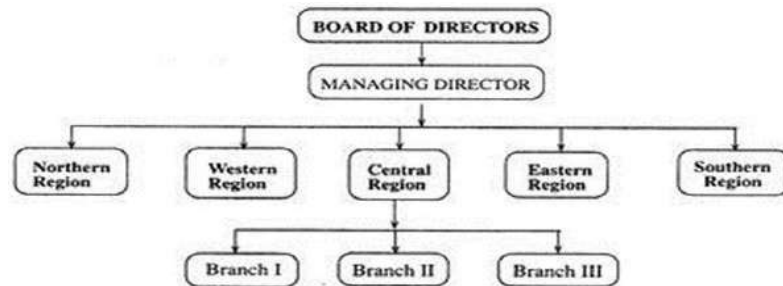 BOARD OF DIRECTORS
MANAGING DIRECTOR
Northern
Region
Western
Region
Central
Region
Eastern
Region
Southern
Region
Branch I
Branch II
Branch III